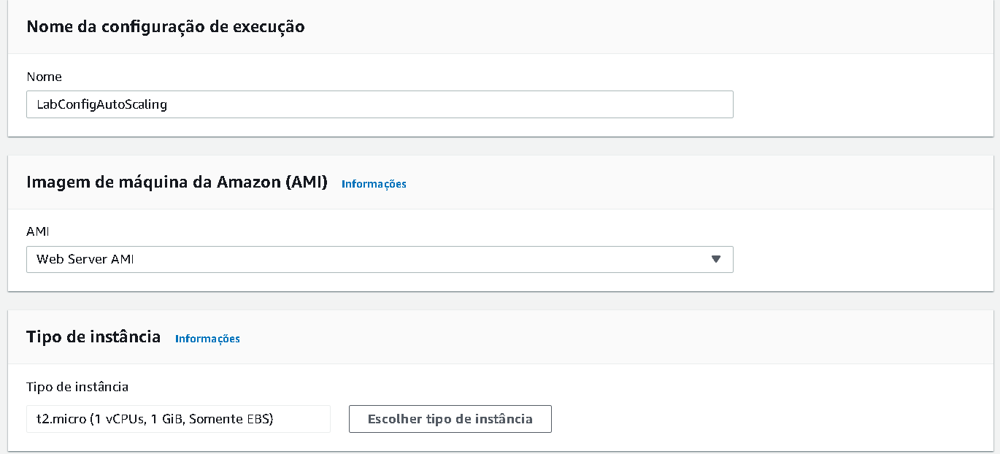 Nome da configuração de execução
Nome
LabConfigAutoScaling
Imagem de máquina da Amazon (AMI) Informações
AMI
Web Server AMI
Tipo de instância Informações
Tipo de instância
t2.micro (1 vCPUs, 1 GiB, Somente EBS) Escolher tipo de instância